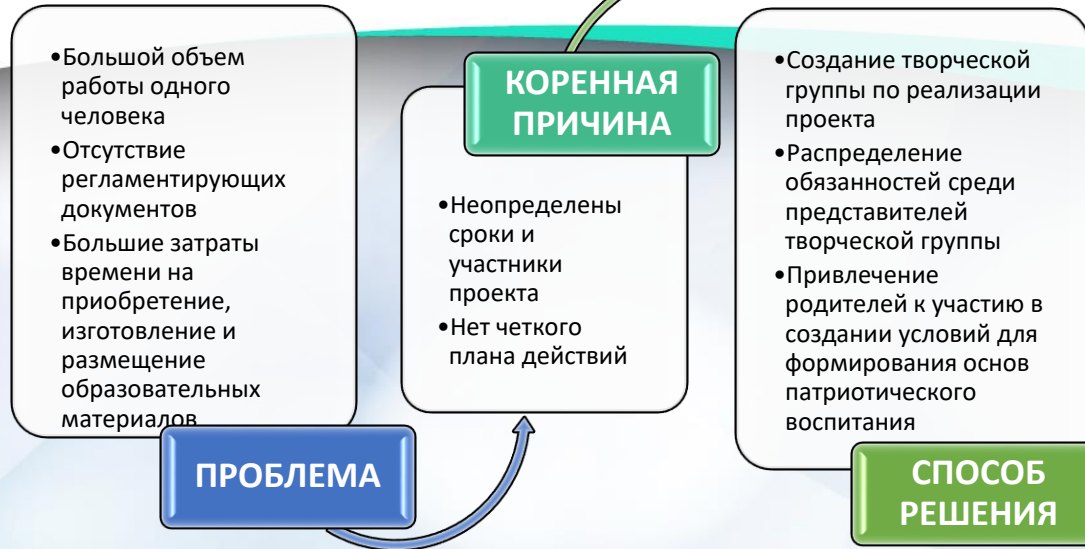 •Большой объем
работы одного
человека
•Отсутствие
регламентирующих
документов
•Большие затраты
времени на
приобретение,
изготовление и
размещение
образовательных
материалов
ПРОБЛЕМА
КОРЕННАЯ
ПРИЧИНА
•Неопределены
сроки и
участники
проекта
•Нет четкого
плана действий
•Создание творческой
группы по реализации
проекта
•Распределение
обязанностей среди
представителей
творческой группы
•Привлечение
родителей к участию в
создании условий для
формирования основ
патриотического
воспитания
СПОСОБ
РЕШЕНИЯ